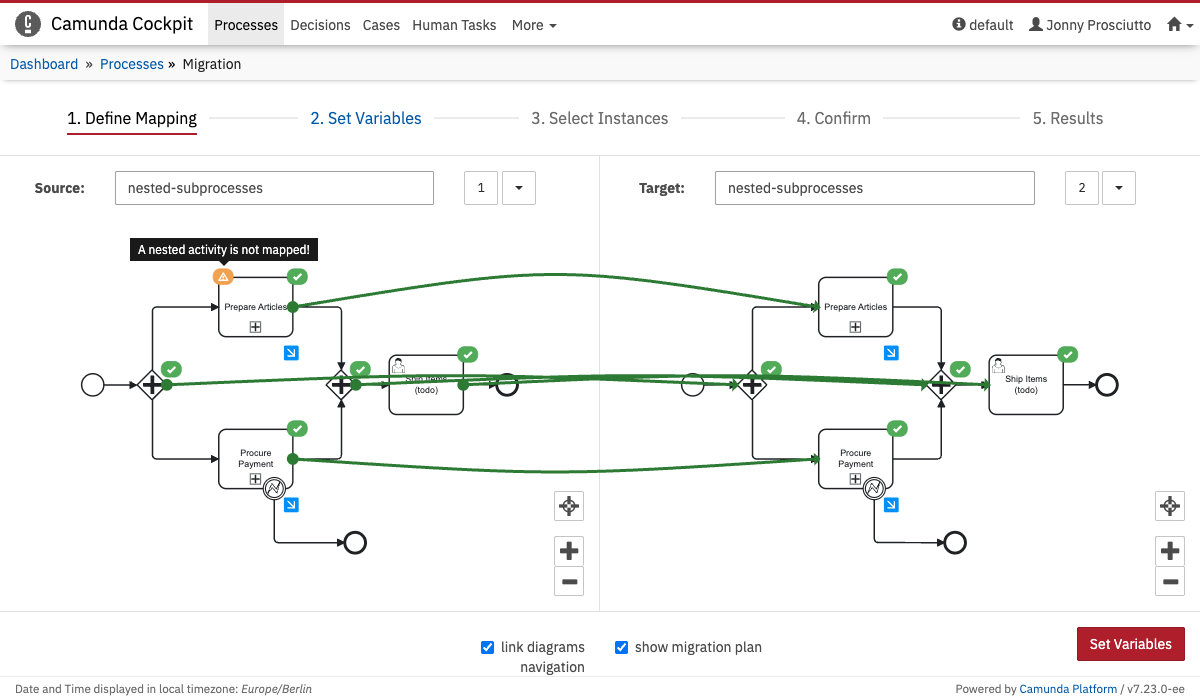 Camunda Cockpit Processes Decisions Cases Human Tasks More default Jonny Prosciutto
Dashboard » Processes » Migration
1. Define Mapping 2. Set Variables 3. Select Instances 4. Confirm 5. Results
Source: nested-subprocesses 1 Target: nested-subprocesses 2
A nested activity is not mapped!
Prepare Articles
Ship Items
(todo)
Procure
Payment
Prepare Articles
Ship Items
(todo)
Procure
Payment
link diagrams
navigation
show migration plan
Set Variables
Date and Time displayed in local timezone: Europe/Berlin
Powered by Camunda Platform / v7.23.0-ee